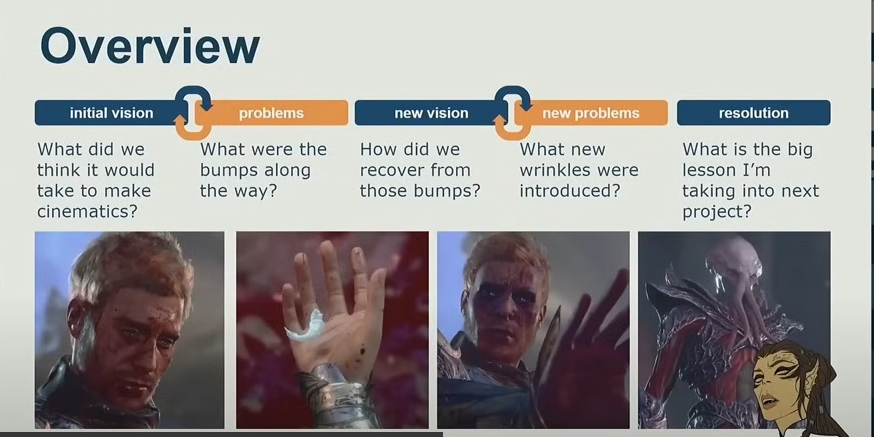 Overview
initial vision
problems
new vision
new problems
resolution
What did we
think it would
take to make
cinematics?
What were the
bumps along
the way?
How did we
recover from
those bumps?
What new
wrinkles were
introduced?
What is the big
lesson I'm
taking into next
project?